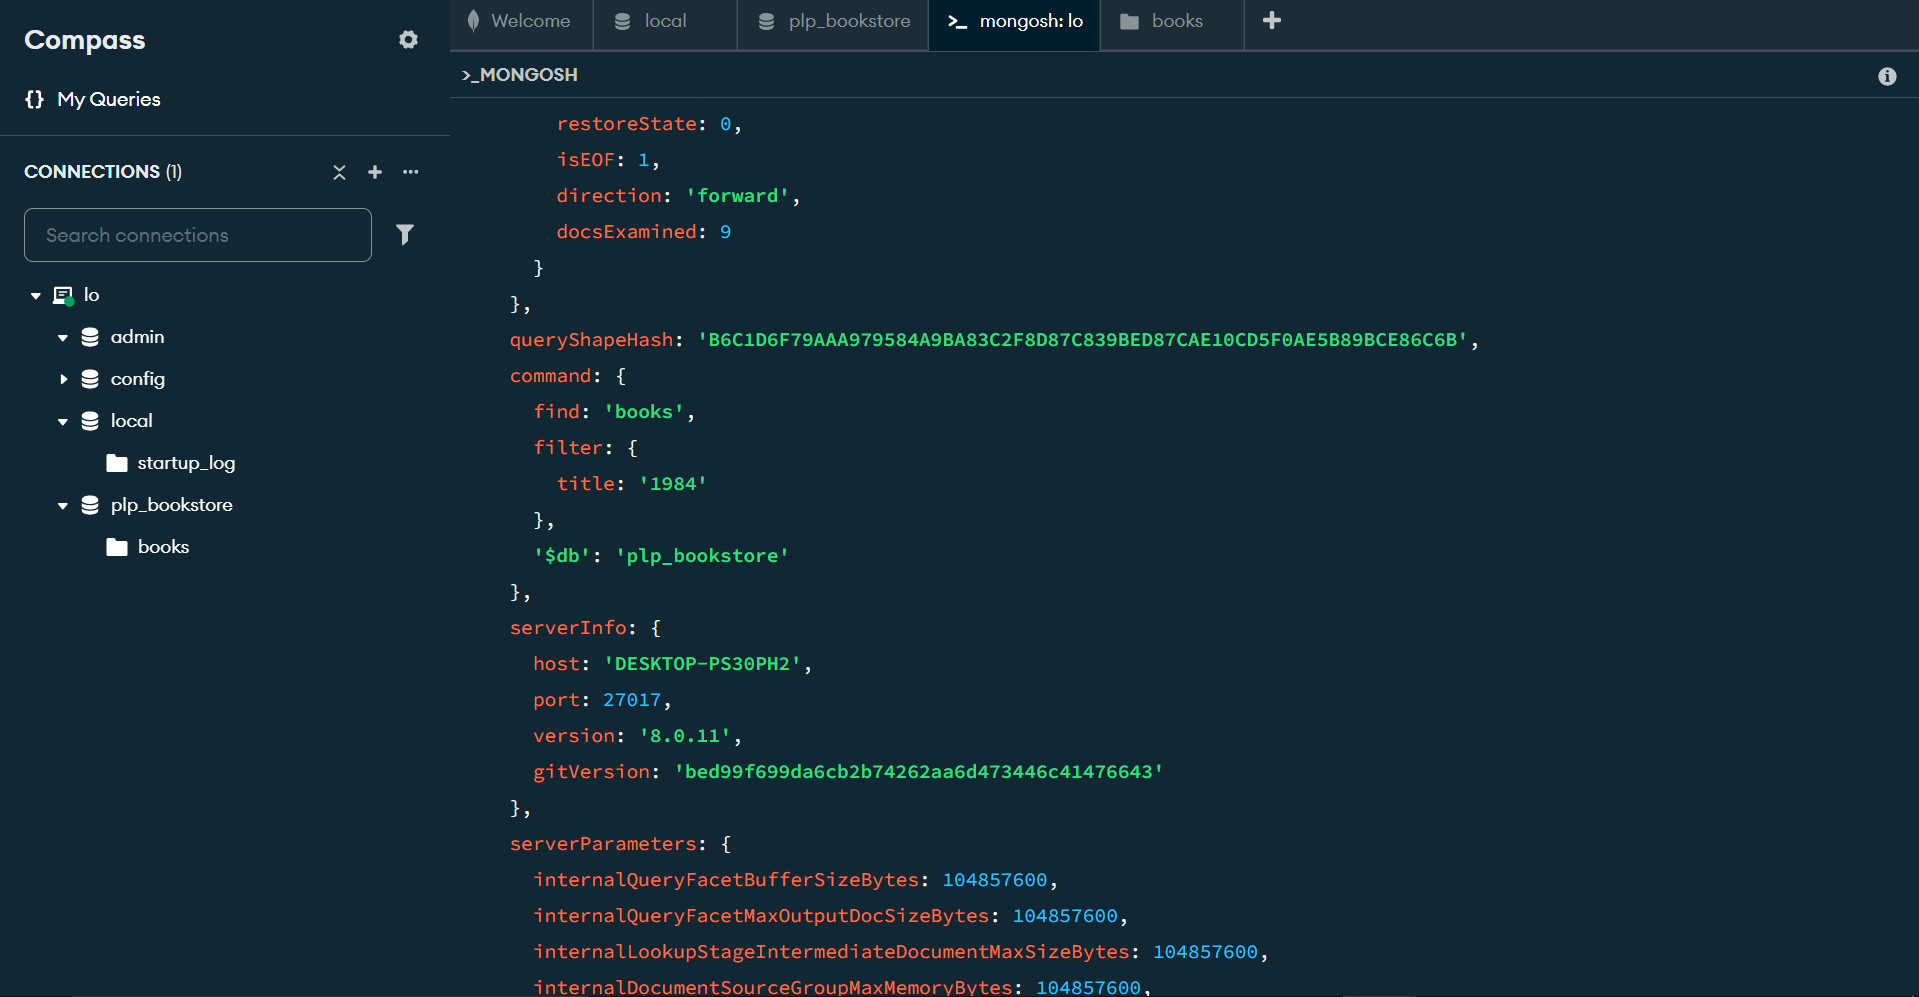 Compass
My Queries
CONNECTIONS (1)
Search connections
lo
admin
config
local
startup_log
plp_bookstore
books
Welcome
local
plp_bookstore
mongosh: lo
books
>_MONGOSH
restoreState: 0,
isEOF: 1,
direction: 'forward',
docsExamined: 9
}
},
queryShapeHash: 'B6C1D6F79AAA979584A9BA83C2F8D87C839BED87CAE10CD5F0AE5B89BCE86C6B',
command: {
find: 'books',
filter: {
title: '1984'
},
'$db': 'plp_bookstore'
},
serverInfo: {
host: 'DESKTOP-PS30PH2',
port: 27017,
version: '8.0.11',
gitVersion: 'bed99f699da6cb2b74262aa6d473446c41476643'
},
serverParameters: {
internalQueryFacetBufferSizeBytes: 104857600,
internalQueryFacetMaxOutputDocSizeBytes: 104857600,
internalLookupStageIntermediateDocumentMaxSizeBytes: 104857600,
internalDocumentSourceGroupMaxMemoryBytes: 104857600,